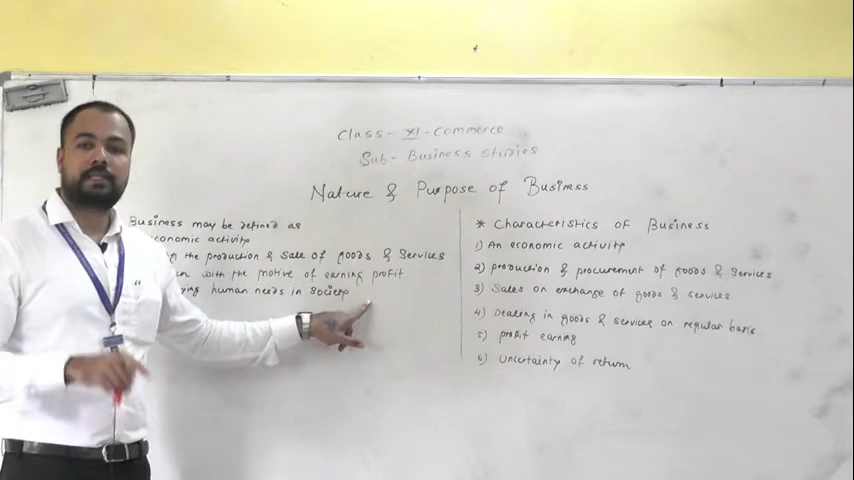 Class - XI - Commerce
Sub - Business Studies
Nature & Purpose of Business
Business may be defined as
economic activity
the production & sale of goods & services
with the motive of earning profit
human needs in society
* Characteristics of Business
1) An economic activity
2) production & procurement of goods & services
3) Sales on exchange of goods & services
4) Dealing in goods & services on regular basis
5) profit earning
6) Uncertainty of return